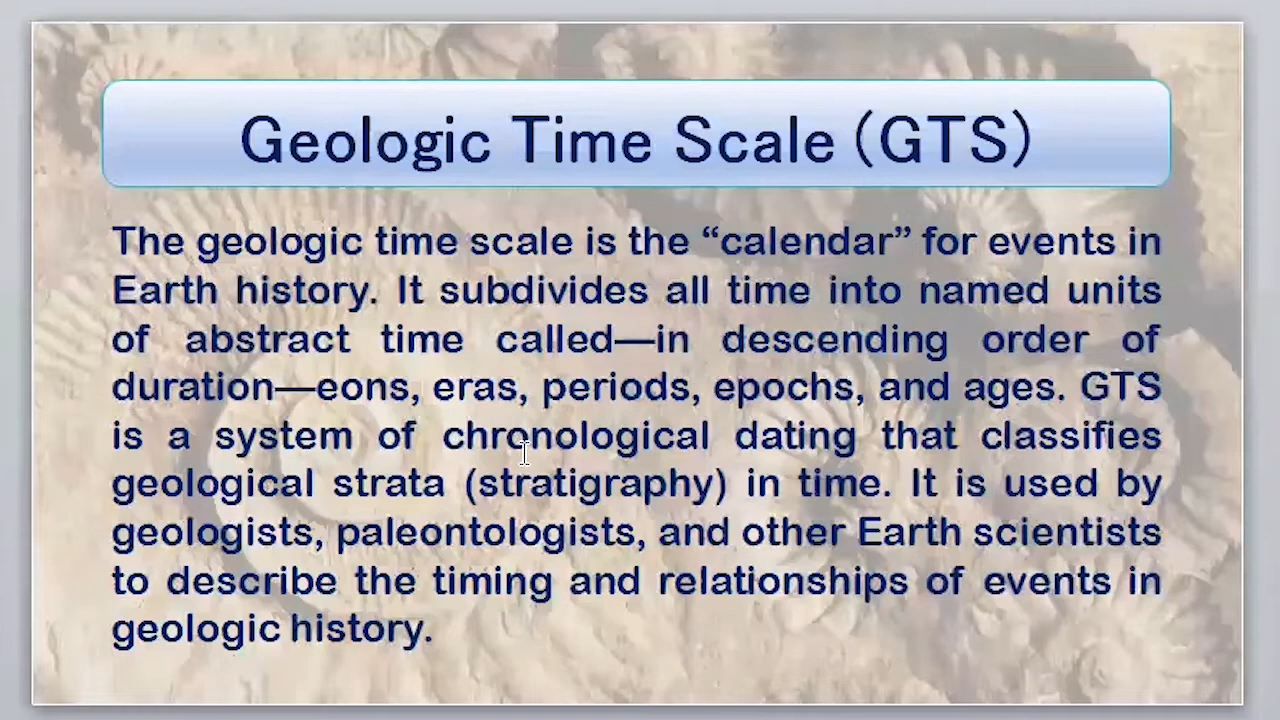 Geologic Time Scale (GTS)
The geologic time scale is the “calendar” for events in
Earth history. It subdivides all time into named units
of abstract time called—in descending order of
duration—eons, eras, periods, epochs, and ages. GTS
is a system of chronological dating that classifies
geological strata (stratigraphy) in time. It is used by
geologists, paleontologists, and other Earth scientists
to describe the timing and relationships of events in
geologic history.